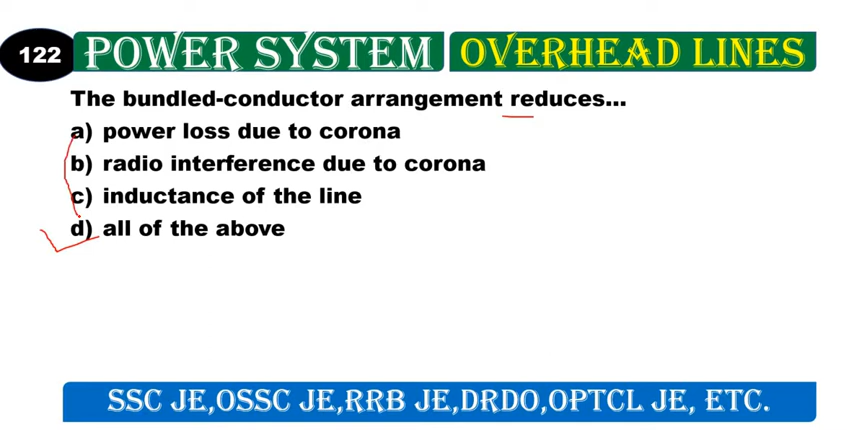 122
POWER SYSTEM
OVERHEAD LINES
The bundled-conductor arrangement reduces...
a) power loss due to corona
b) radio interference due to corona
c) inductance of the line
d) all of the above
SSC JE,OSSC JE,RRB JE,DRDO,OPTCL JE, ETC.